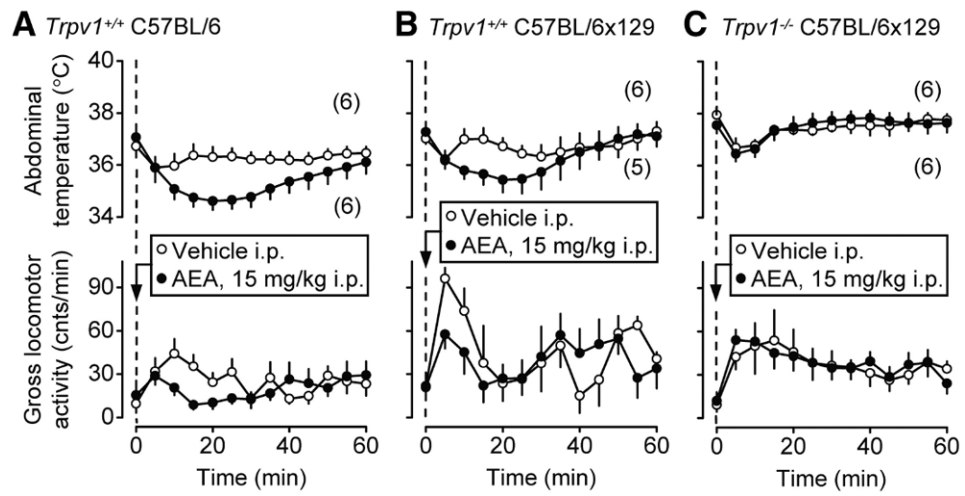 A Trpv1+/+ C57BL/6
B Trpv1+/+ C57BL/6x129
C Trpv1-/- C57BL/6x129
Abdominal
temperature (°C)
40
38
36
34
(6)
(6)
(6)
(5)
(6)
(6)
Vehicle i.p.
AEA, 15 mg/kg i.p.
Vehicle i.p.
AEA, 15 mg/kg i.p.
Vehicle i.p.
AEA, 15 mg/kg i.p.
Gross locomotor
activity (cnts/min)
90
60
30
0
0 20 40 60
0 20 40 60
0 20 40 60
Time (min)
Time (min)
Time (min)